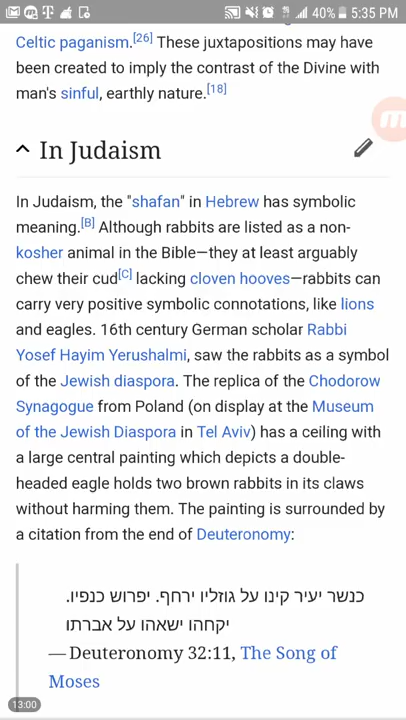 40% 5:35 PM
Celtic paganism.[26] These juxtapositions may have
been created to imply the contrast of the Divine with
man's sinful, earthly nature.[18]
In Judaism
In Judaism, the "shafan" in Hebrew has symbolic
meaning.[B] Although rabbits are listed as a non-
kosher animal in the Bible—they at least arguably
chew their cud[C] lacking cloven hooves—rabbits can
carry very positive symbolic connotations, like lions
and eagles. 16th century German scholar Rabbi
Yosef Hayim Yerushalmi, saw the rabbits as a symbol
of the Jewish diaspora. The replica of the Chodorow
Synagogue from Poland (on display at the Museum
of the Jewish Diaspora in Tel Aviv) has a ceiling with
a large central painting which depicts a double-
headed eagle holds two brown rabbits in its claws
without harming them. The painting is surrounded by
a citation from the end of Deuteronomy:
כנשר יעיר קינו על גוזליו ירחף. יפרוש כנפיו.
יקחהו ישאהו על אברתו
— Deuteronomy 32:11, The Song of
Moses
13:00